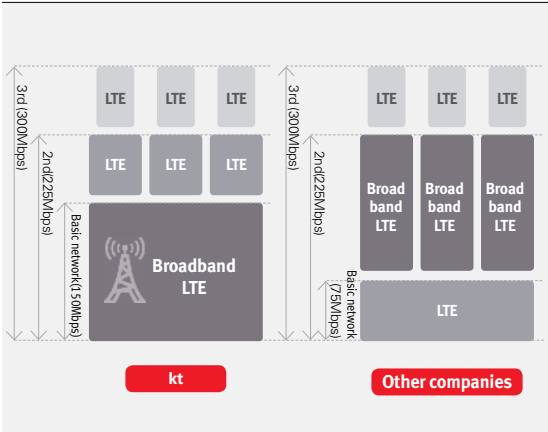 3rd (300Mbps)
2nd(225Mbps)
Basic network(150Mbps)
LTE
LTE
LTE
LTE
LTE
LTE
Broadband
LTE
kt
3rd (300Mbps)
2nd(225Mbps)
Basic network
(75Mbps)
LTE
LTE
LTE
Broad
band
LTE
Broad
band
LTE
Broad
band
LTE
LTE
Other companies